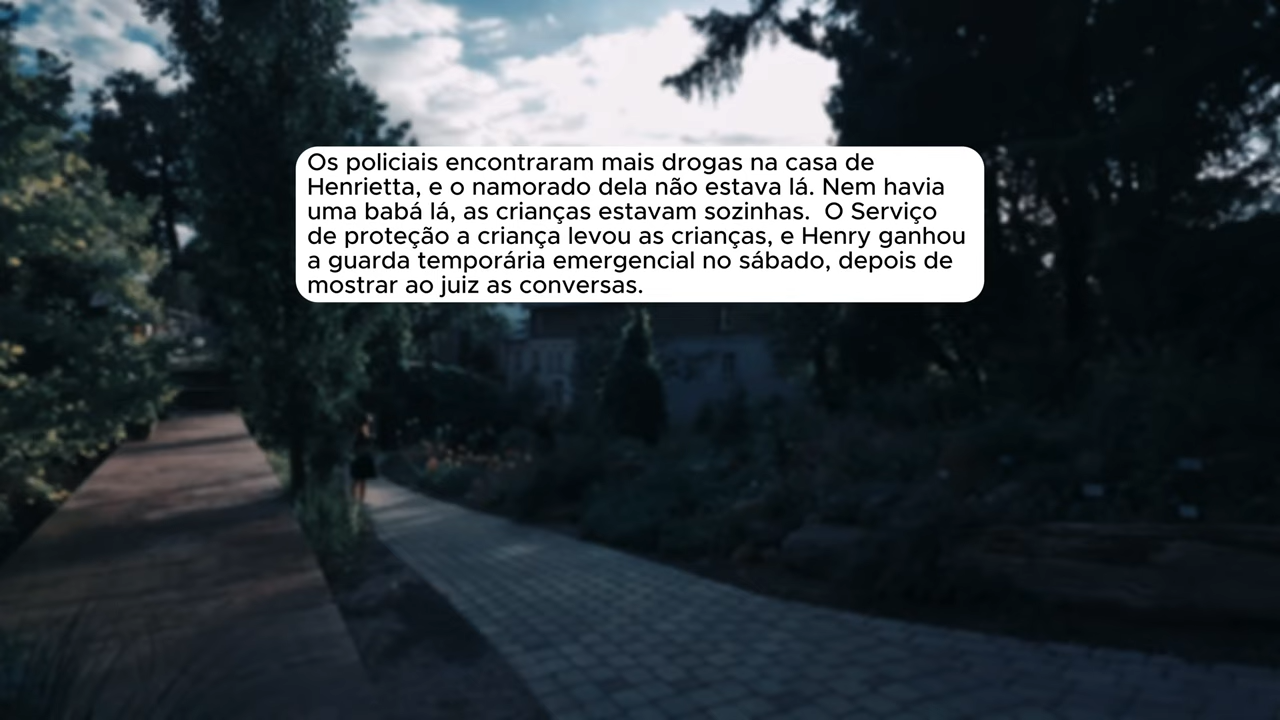 Os policiais encontraram mais drogas na casa de
Henrietta, e o namorado dela não estava lá. Nem havia
uma babá lá, as crianças estavam sozinhas.  O Serviço
de proteção a criança levou as crianças, e Henry ganhou
a guarda temporária emergencial no sábado, depois de
mostrar ao juiz as conversas.